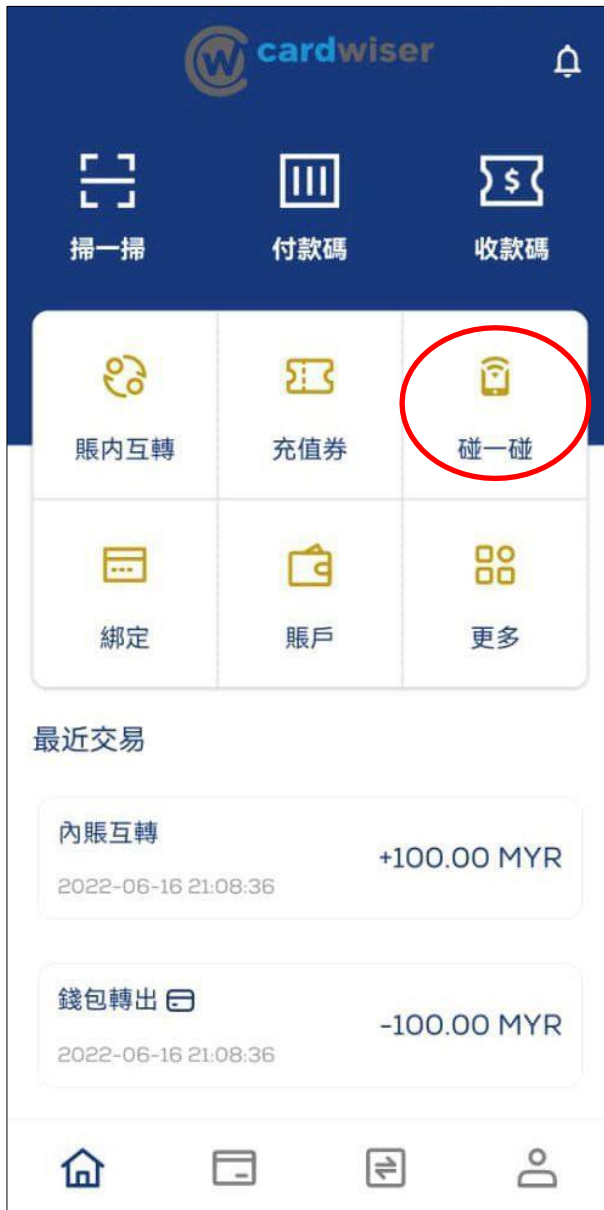 cardwiser
掃一掃
付款碼
收款碼
賬内互轉
充值券
碰一碰
綁定
賬戶
更多
最近交易
內賬互轉
+100.00 MYR
2022-06-16 21:08:36
錢包轉出
-100.00 MYR
2022-06-16 21:08:36